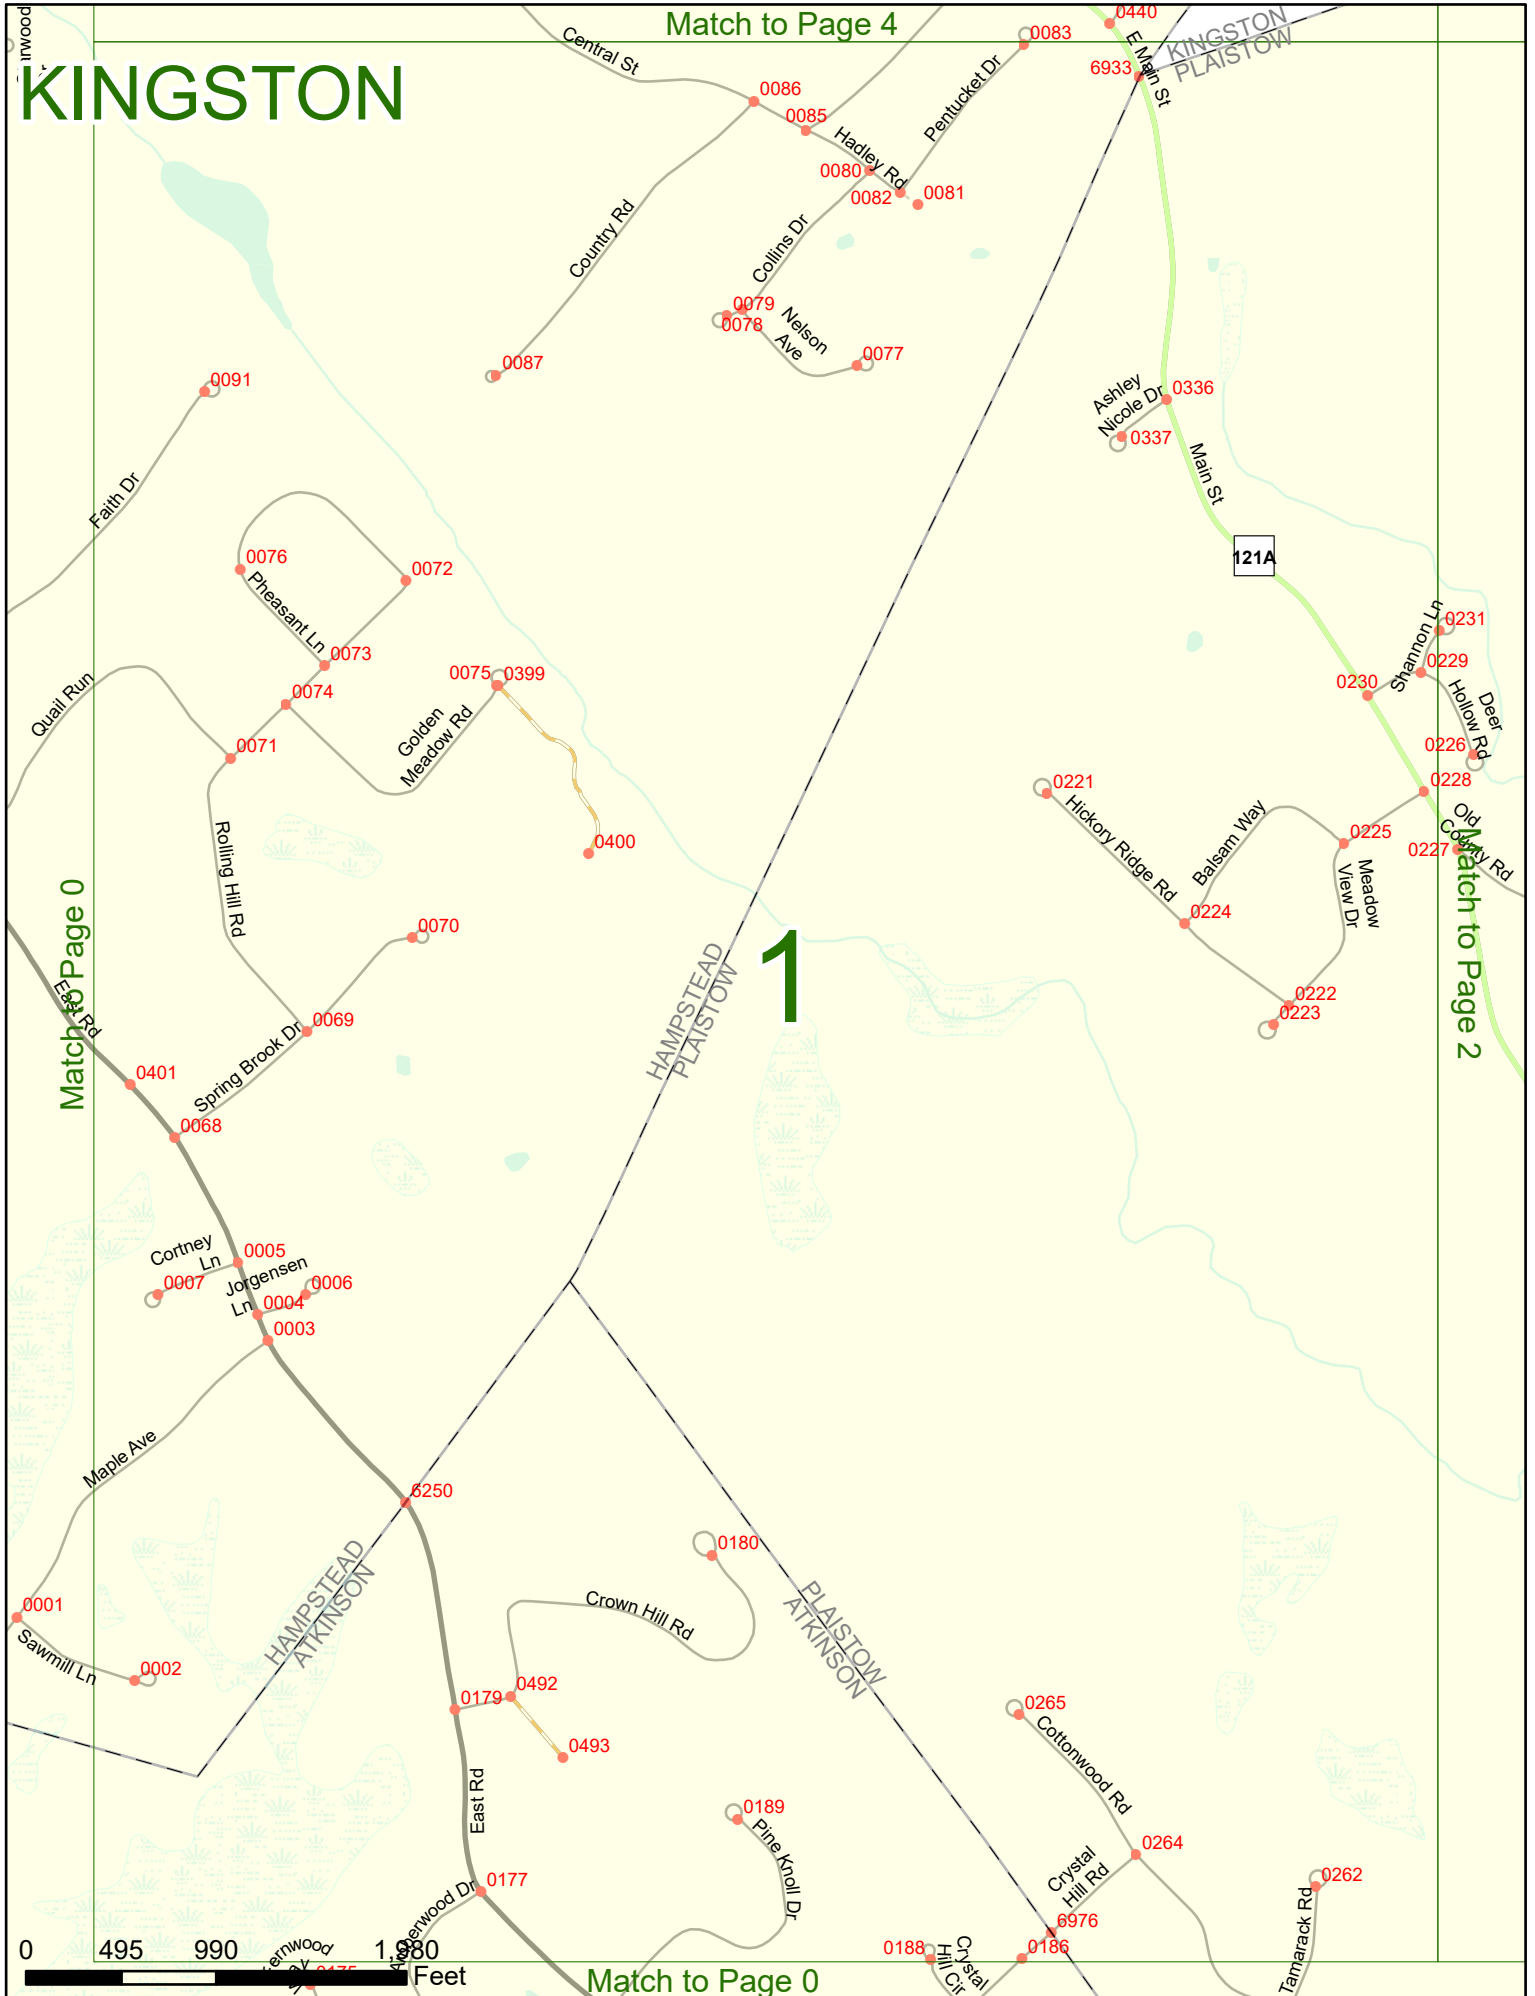 Match to Page 4
KINGSTON
Central St
0086
0085
Hadley Rd
0080
0082
0081
Pentucket Dr
0083
0440
E Main St
6933
KINGSTON
PLAISTOW
Country Rd
0087
Collins Dr
0079
0078
Nelson
Ave
0077
0091
Faith Dr
Ashley
Nicole Dr
0336
0337
Main St
121A
0076
0072
Pheasant Ln
0073
0074
0075
0399
Golden
Meadow Rd
Quail Run
0071
0400
Rolling Hill Rd
0070
0231
Shannon Ln
0229
0230
Deer
Hollow Rd
0226
0228
Old
County Rd
0227
0225
0221
Hickory Ridge Rd
Balsam Way
Meadow
View Dr
0224
0222
0223
Match to Page 0
Match to Page 2
1
HAMPSTEAD
PLAISTOW
East Rd
0069
Spring Brook Dr
0401
0068
Cortney
Ln
0005
0007
Jorgensen
Ln
0006
0004
0003
Maple Ave
6250
HAMPSTEAD
ATKINSON
0180
Crown Hill Rd
PLAISTOW
ATKINSON
0001
Sawmill Ln
0002
0179
0492
0493
East Rd
0265
Cottonwood Rd
0264
0189
Pine Knoll Dr
Crystal
Hill Rd
0262
Tamarack Rd
6976
0186
0188
Crystal
Hill Cir
0177
0 495 990 1,980
Feet
0175
Match to Page 0